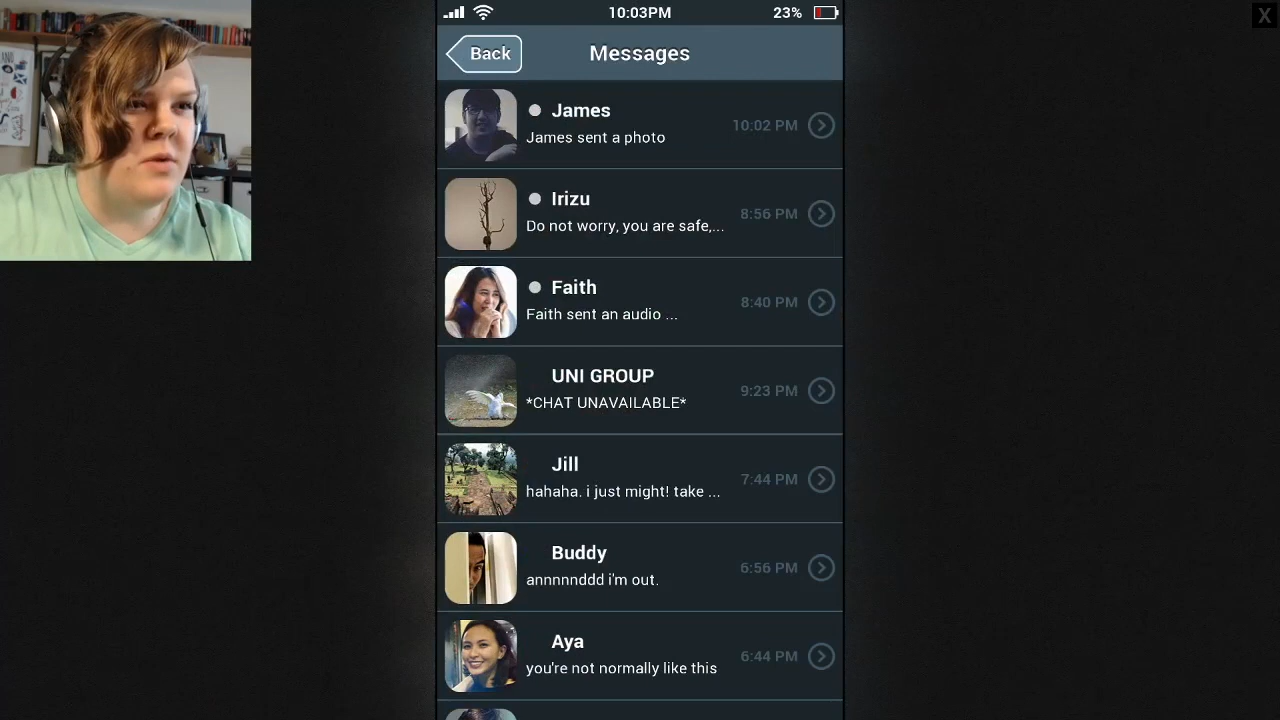 10:03PM
23%
X
Back
Messages
James
James sent a photo
10:02 PM
Irizu
Do not worry, you are safe,...
8:56 PM
Faith
Faith sent an audio ...
8:40 PM
UNI GROUP
*CHAT UNAVAILABLE*
9:23 PM
Jill
hahaha. i just might! take ...
7:44 PM
Buddy
annnnnddd i'm out.
6:56 PM
Aya
you're not normally like this
6:44 PM